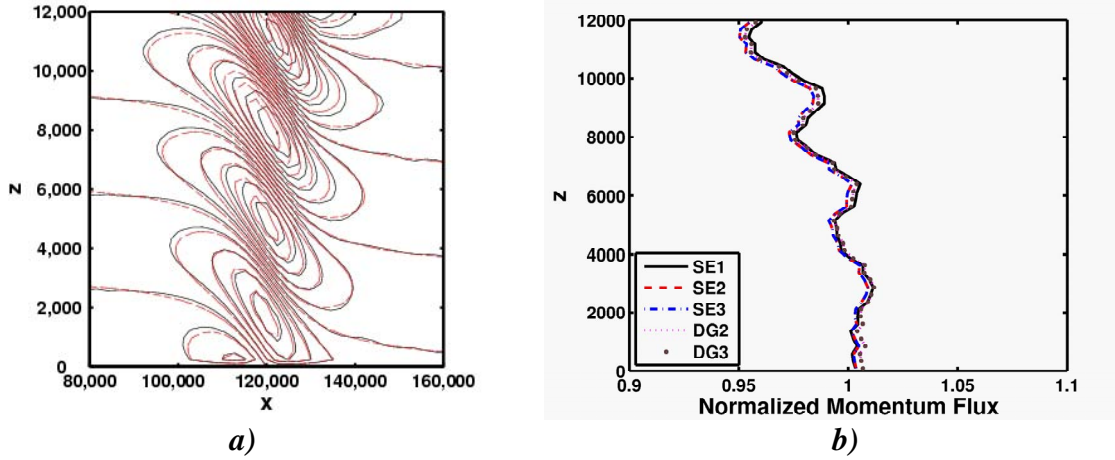 12,000
10,000
8,000
6,000
4,000
2,000
0
z
80,000 100,000 120,000 140,000 160,000
x
a)
12000
10000
8000
6000
4000
2000
0
z
SE1
SE2
SE3
DG2
DG3
0.9 0.95 1 1.05 1.1
Normalized Momentum Flux
b)